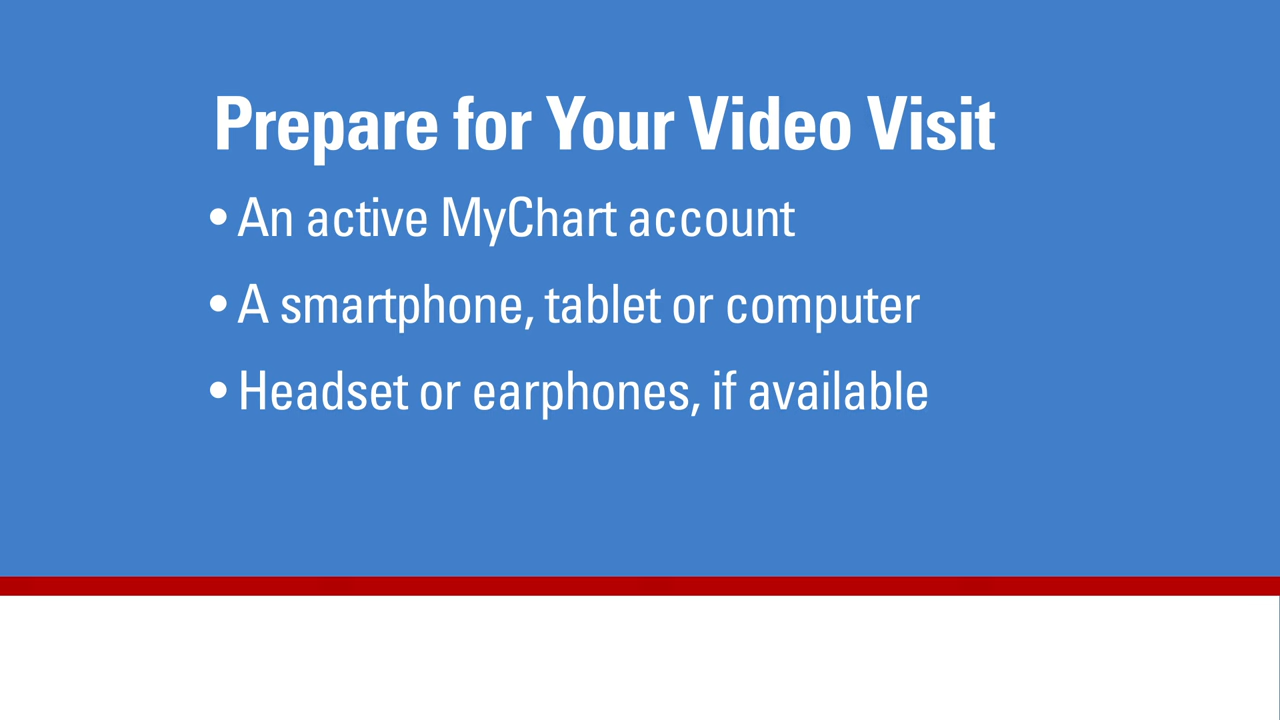 Prepare for Your Video Visit
• An active MyChart account
• A smartphone, tablet or computer
• Headset or earphones, if available